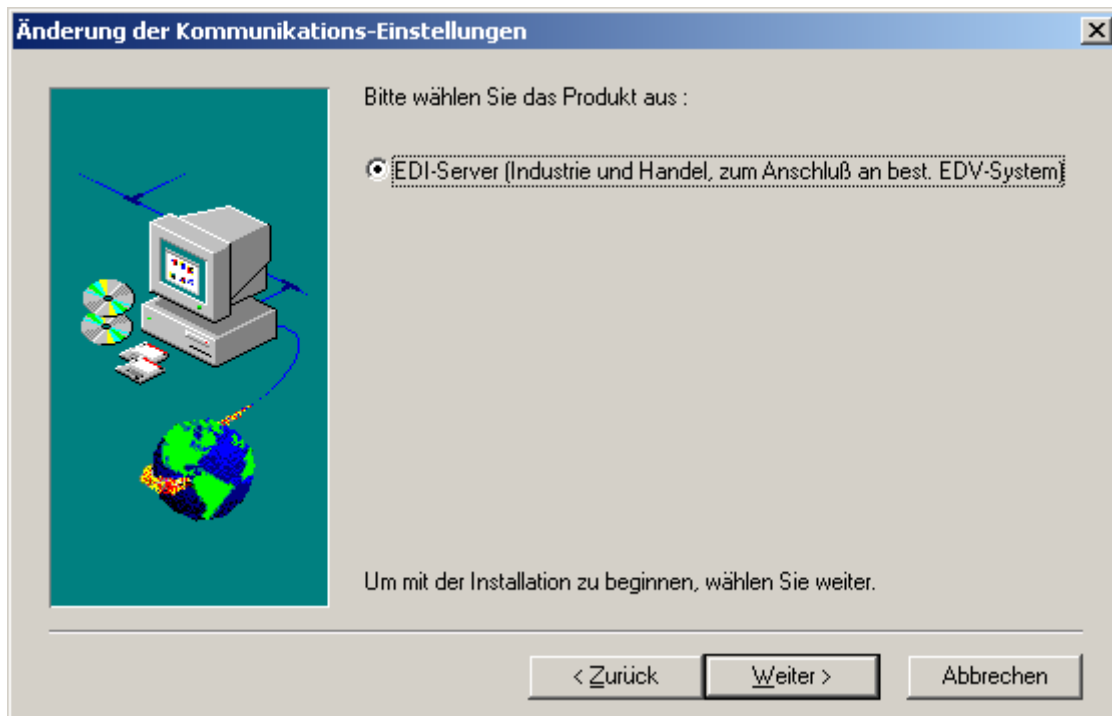 Änderung der Kommunikations-Einstellungen
Bitte wählen Sie das Produkt aus :
EDI-Server (Industrie und Handel, zum Anschluß an best. EDV-System)
Um mit der Installation zu beginnen, wählen Sie weiter.
< Zurück
Weiter >
Abbrechen